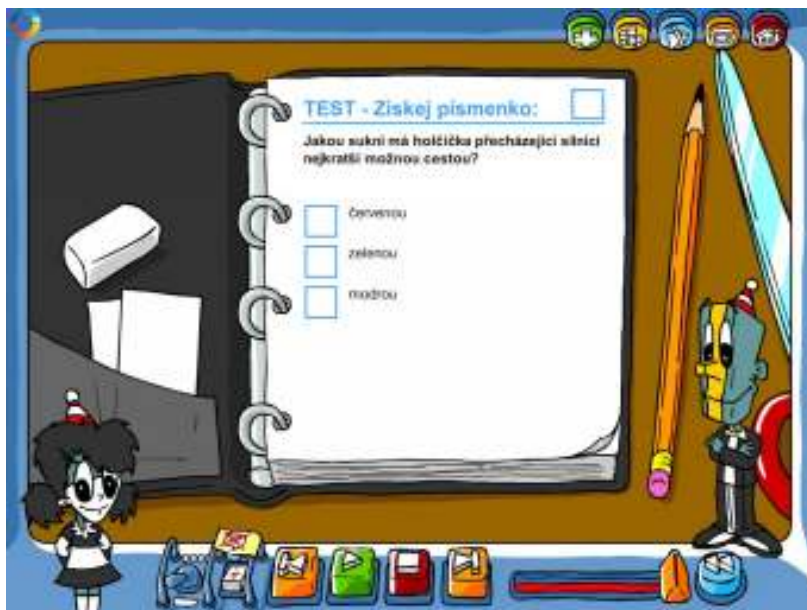 TEST - Získej písmenko:
Jakou sukni má holčička přecházející silnici
nejkratší možnou cestou?
červenou
zelenou
modrou